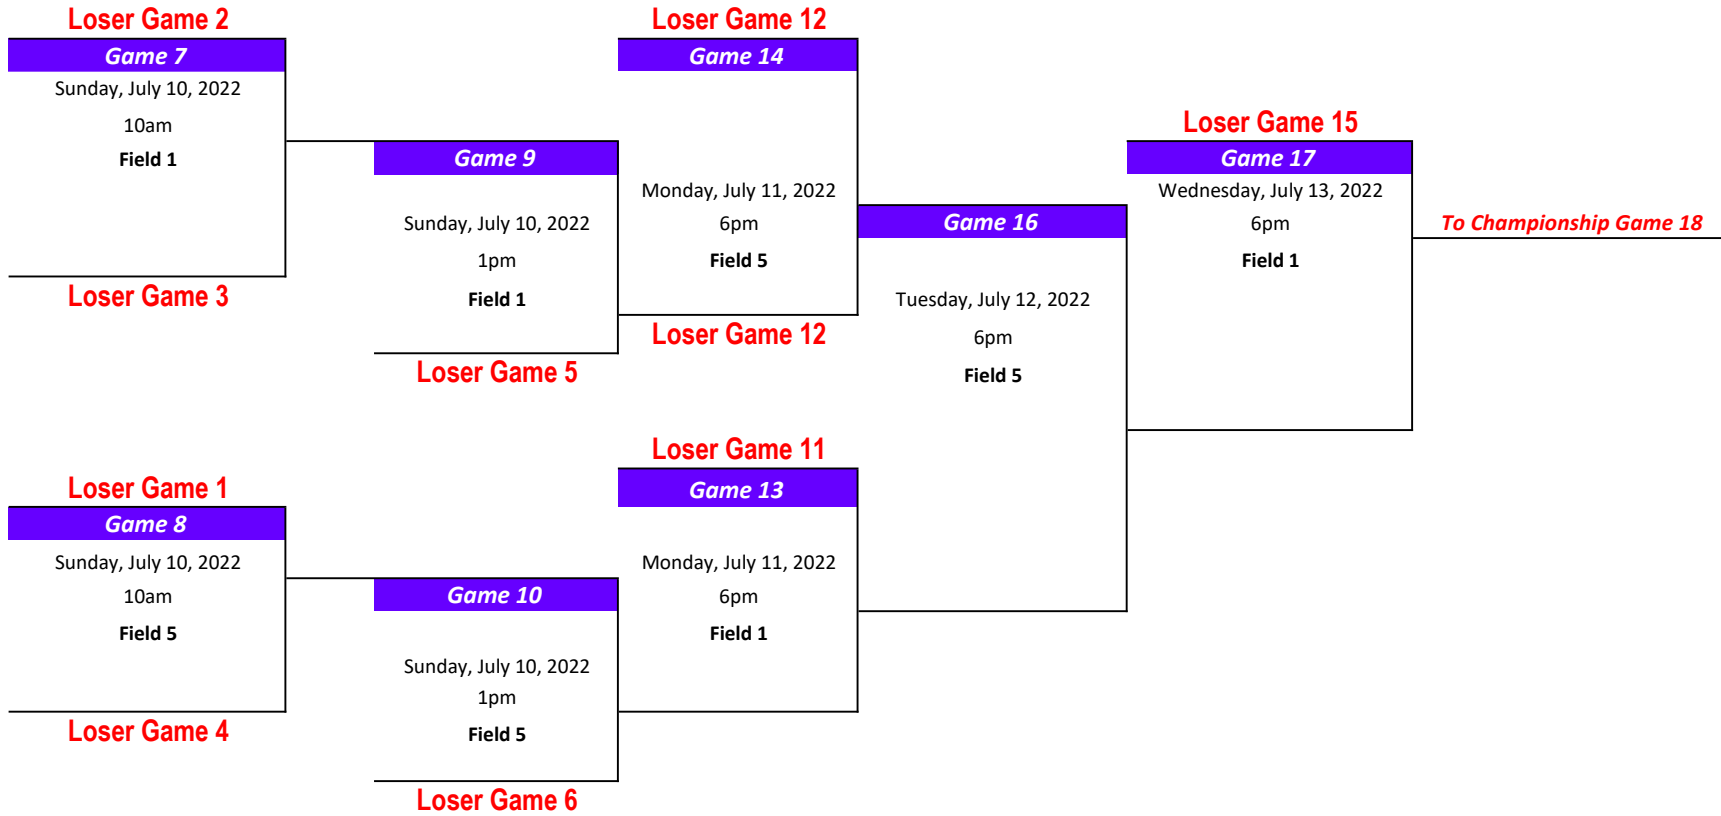 Loser Game 2
Game 7
Sunday, July 10, 2022
10am
Field 1
Loser Game 3
Game 9
Sunday, July 10, 2022
1pm
Field 1
Loser Game 5
Loser Game 12
Game 14
Monday, July 11, 2022
6pm
Field 5
Loser Game 12
Game 16
Tuesday, July 12, 2022
6pm
Field 5
Loser Game 15
Game 17
Wednesday, July 13, 2022
6pm
Field 1
To Championship Game 18
Loser Game 1
Game 8
Sunday, July 10, 2022
10am
Field 5
Loser Game 4
Game 10
Sunday, July 10, 2022
1pm
Field 5
Loser Game 6
Loser Game 11
Game 13
Monday, July 11, 2022
6pm
Field 1